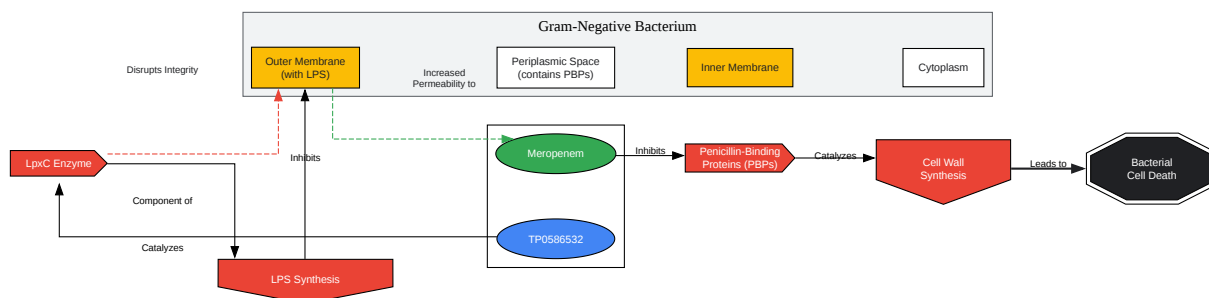 Gram-Negative Bacterium
Outer Membrane
(with LPS)
Periplasmic Space
(contains PBPs)
Inner Membrane
Cytoplasm
Disrupts Integrity
Increased
Permeability to
LpxC Enzyme
Inhibits
Meropenem
Inhibits
Penicillin-Binding
Proteins (PBPs)
Catalyzes
Cell Wall
Synthesis
Leads to
Bacterial
Cell Death
Component of
TP0586532
Catalyzes
LPS Synthesis